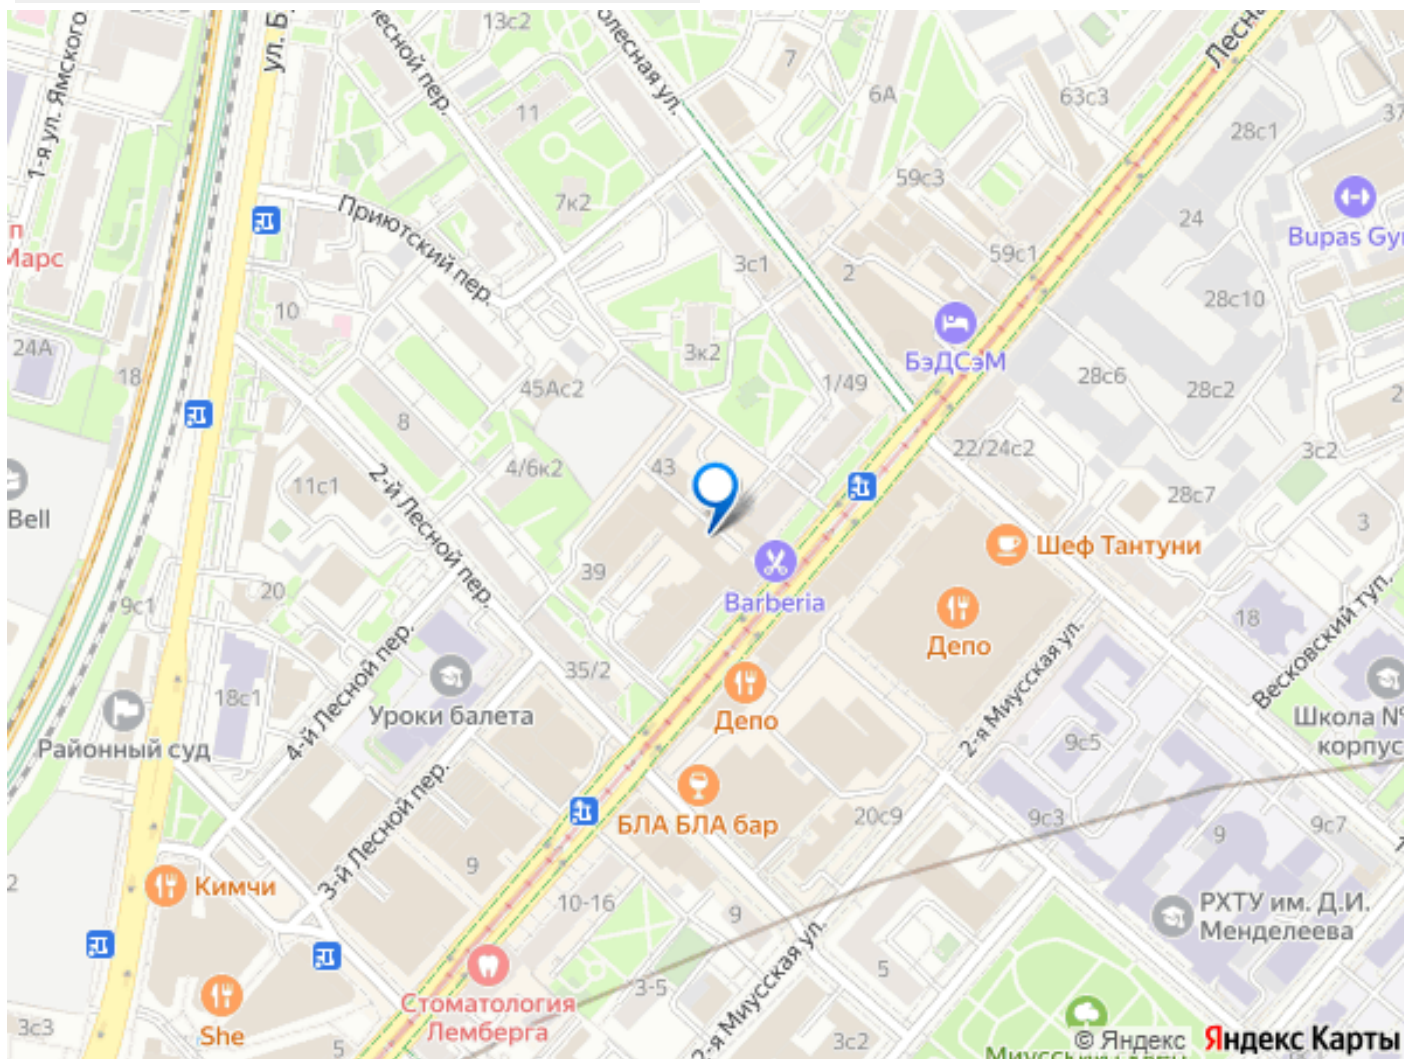 13с2
1-я ул. Ямского
ул. Б
Лесной пер.
олесная ул.
7
6А
Лесна
63с3
28с1
37
11
59с3
7к2
24
Bupas Gy
Приютский пер.
п
Марс
3с1
2
59с1
28с10
10
БэДСэМ
24А
18
3к2
45Ас2
1/49
28с6
28с2
2
8
22/24с2
3с2
4/6к2
43
11с1
28с7
Bell
2-й Лесной пер.
3
Шеф Тантуни
39
20
9с1
Barberia
Депо
18
Весковский туп.
35/2
18с1
4-й Лесной пер.
Уроки балета
Депо
2-я Миусская ул.
Школа №
корпус
Районный суд
9с5
3-й Лесной пер.
БЛА БЛА бар
20с9
9с3
9
9с7
9
2
Кимчи
10-16
9
РХТУ им. Д.И.
Менделеева
5
3-5
2-я Миусская ул.
Стоматология
Лемберга
She
3с3
5
3с2
© Яндекс
Яндекс Карты